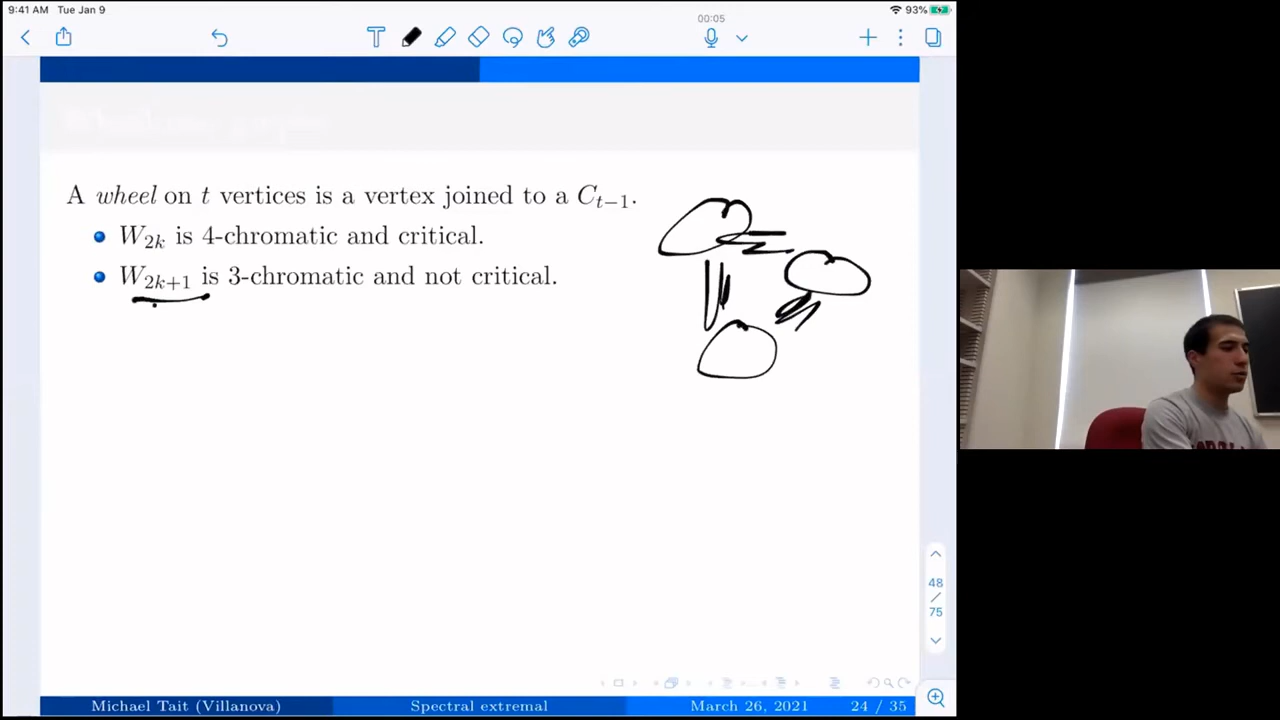 9:41 AM Tue Jan 9
93%
00:05
A wheel on t vertices is a vertex joined to a C_{t−1}.
W_{2k} is 4-chromatic and critical.
W_{2k+1} is 3-chromatic and not critical.
48
/
75
Michael Tait (Villanova) Spectral extremal March 26, 2021 24 / 35